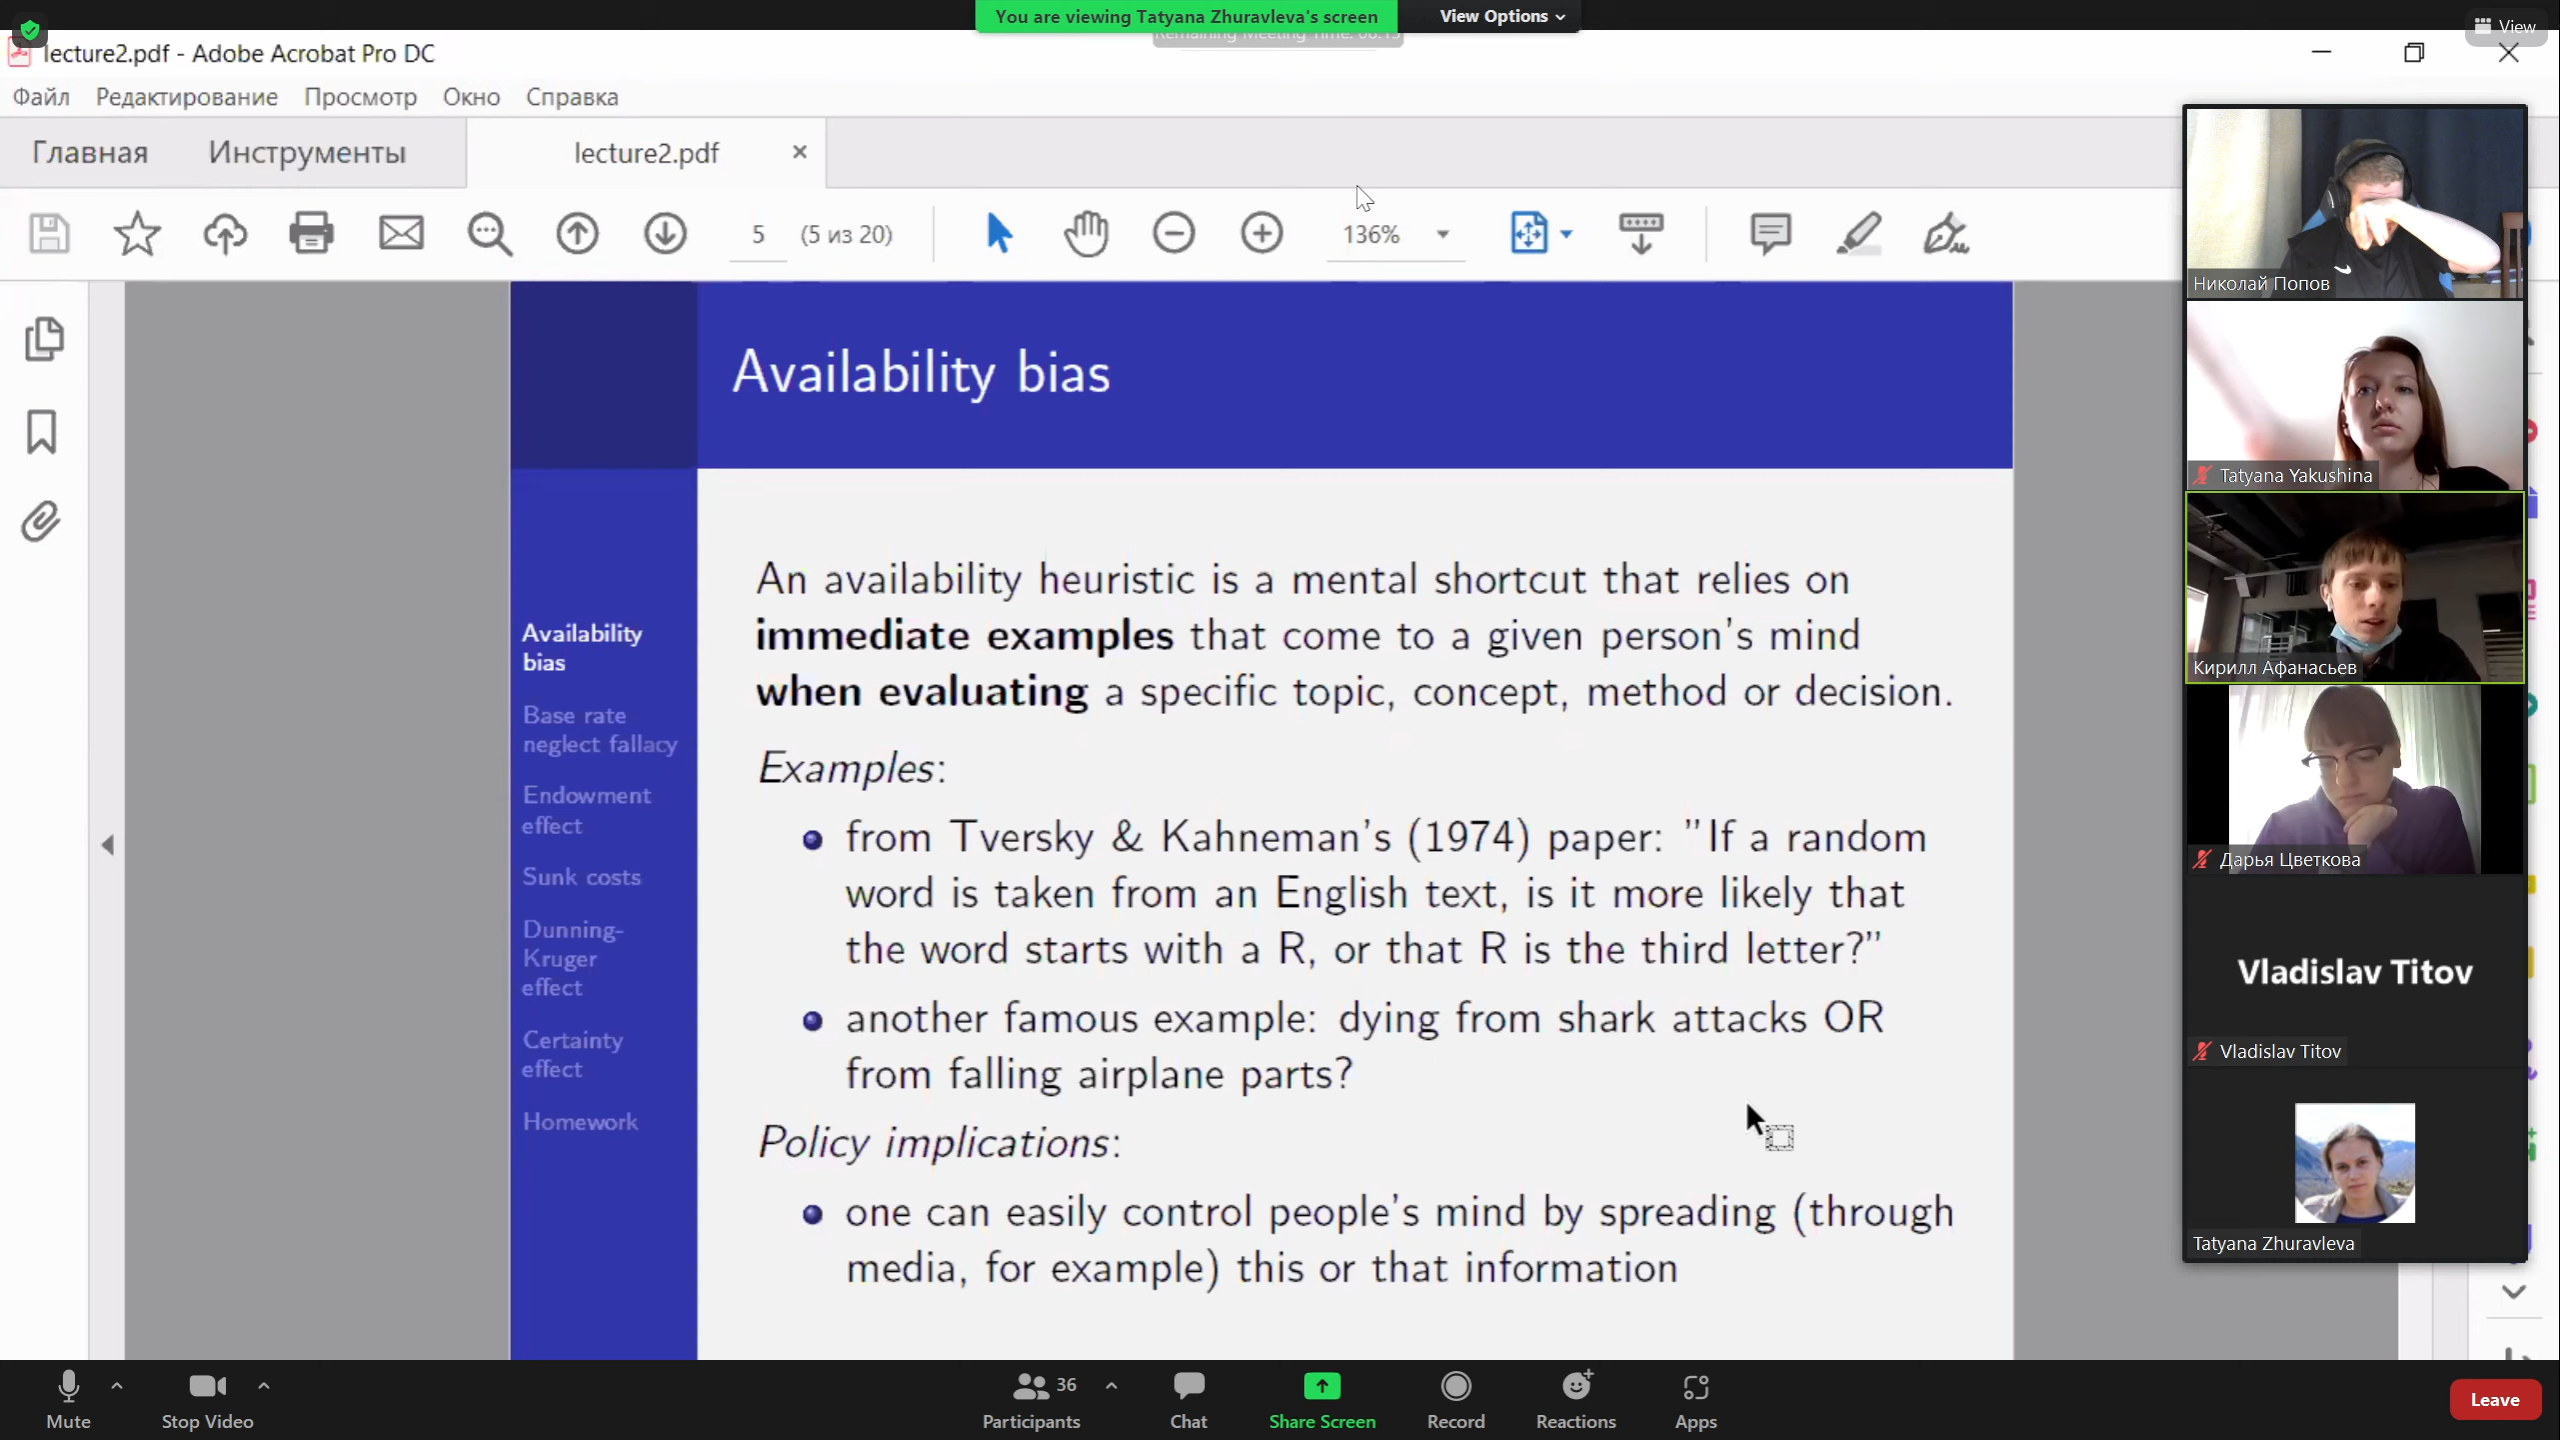 You are viewing Tatyana Zhuravleva's screen
View Options
View
lecture2.pdf - Adobe Acrobat Pro DC
Файл Редактирование Просмотр Окно Справка
Главная Инструменты lecture2.pdf
5 (5 из 20) 136%
Availability bias
Availability
bias
Base rate
neglect fallacy
Endowment
effect
Sunk costs
Dunning-
Kruger
effect
Certainty
effect
Homework
An availability heuristic is a mental shortcut that relies on
immediate examples that come to a given person's mind
when evaluating a specific topic, concept, method or decision.
Examples:
from Tversky & Kahneman's (1974) paper: "If a random
word is taken from an English text, is it more likely that
the word starts with a R, or that R is the third letter?"
another famous example: dying from shark attacks OR
from falling airplane parts?
Policy implications:
one can easily control people's mind by spreading (through
media, for example) this or that information
Николай Попов
Tatyana Yakushina
Кирилл Афанасьев
Дарья Цветкова
Vladislav Titov
Vladislav Titov
Tatyana Zhuravleva
Mute
Stop Video
36
Participants
Chat
Share Screen
Record
Reactions
Apps
Leave